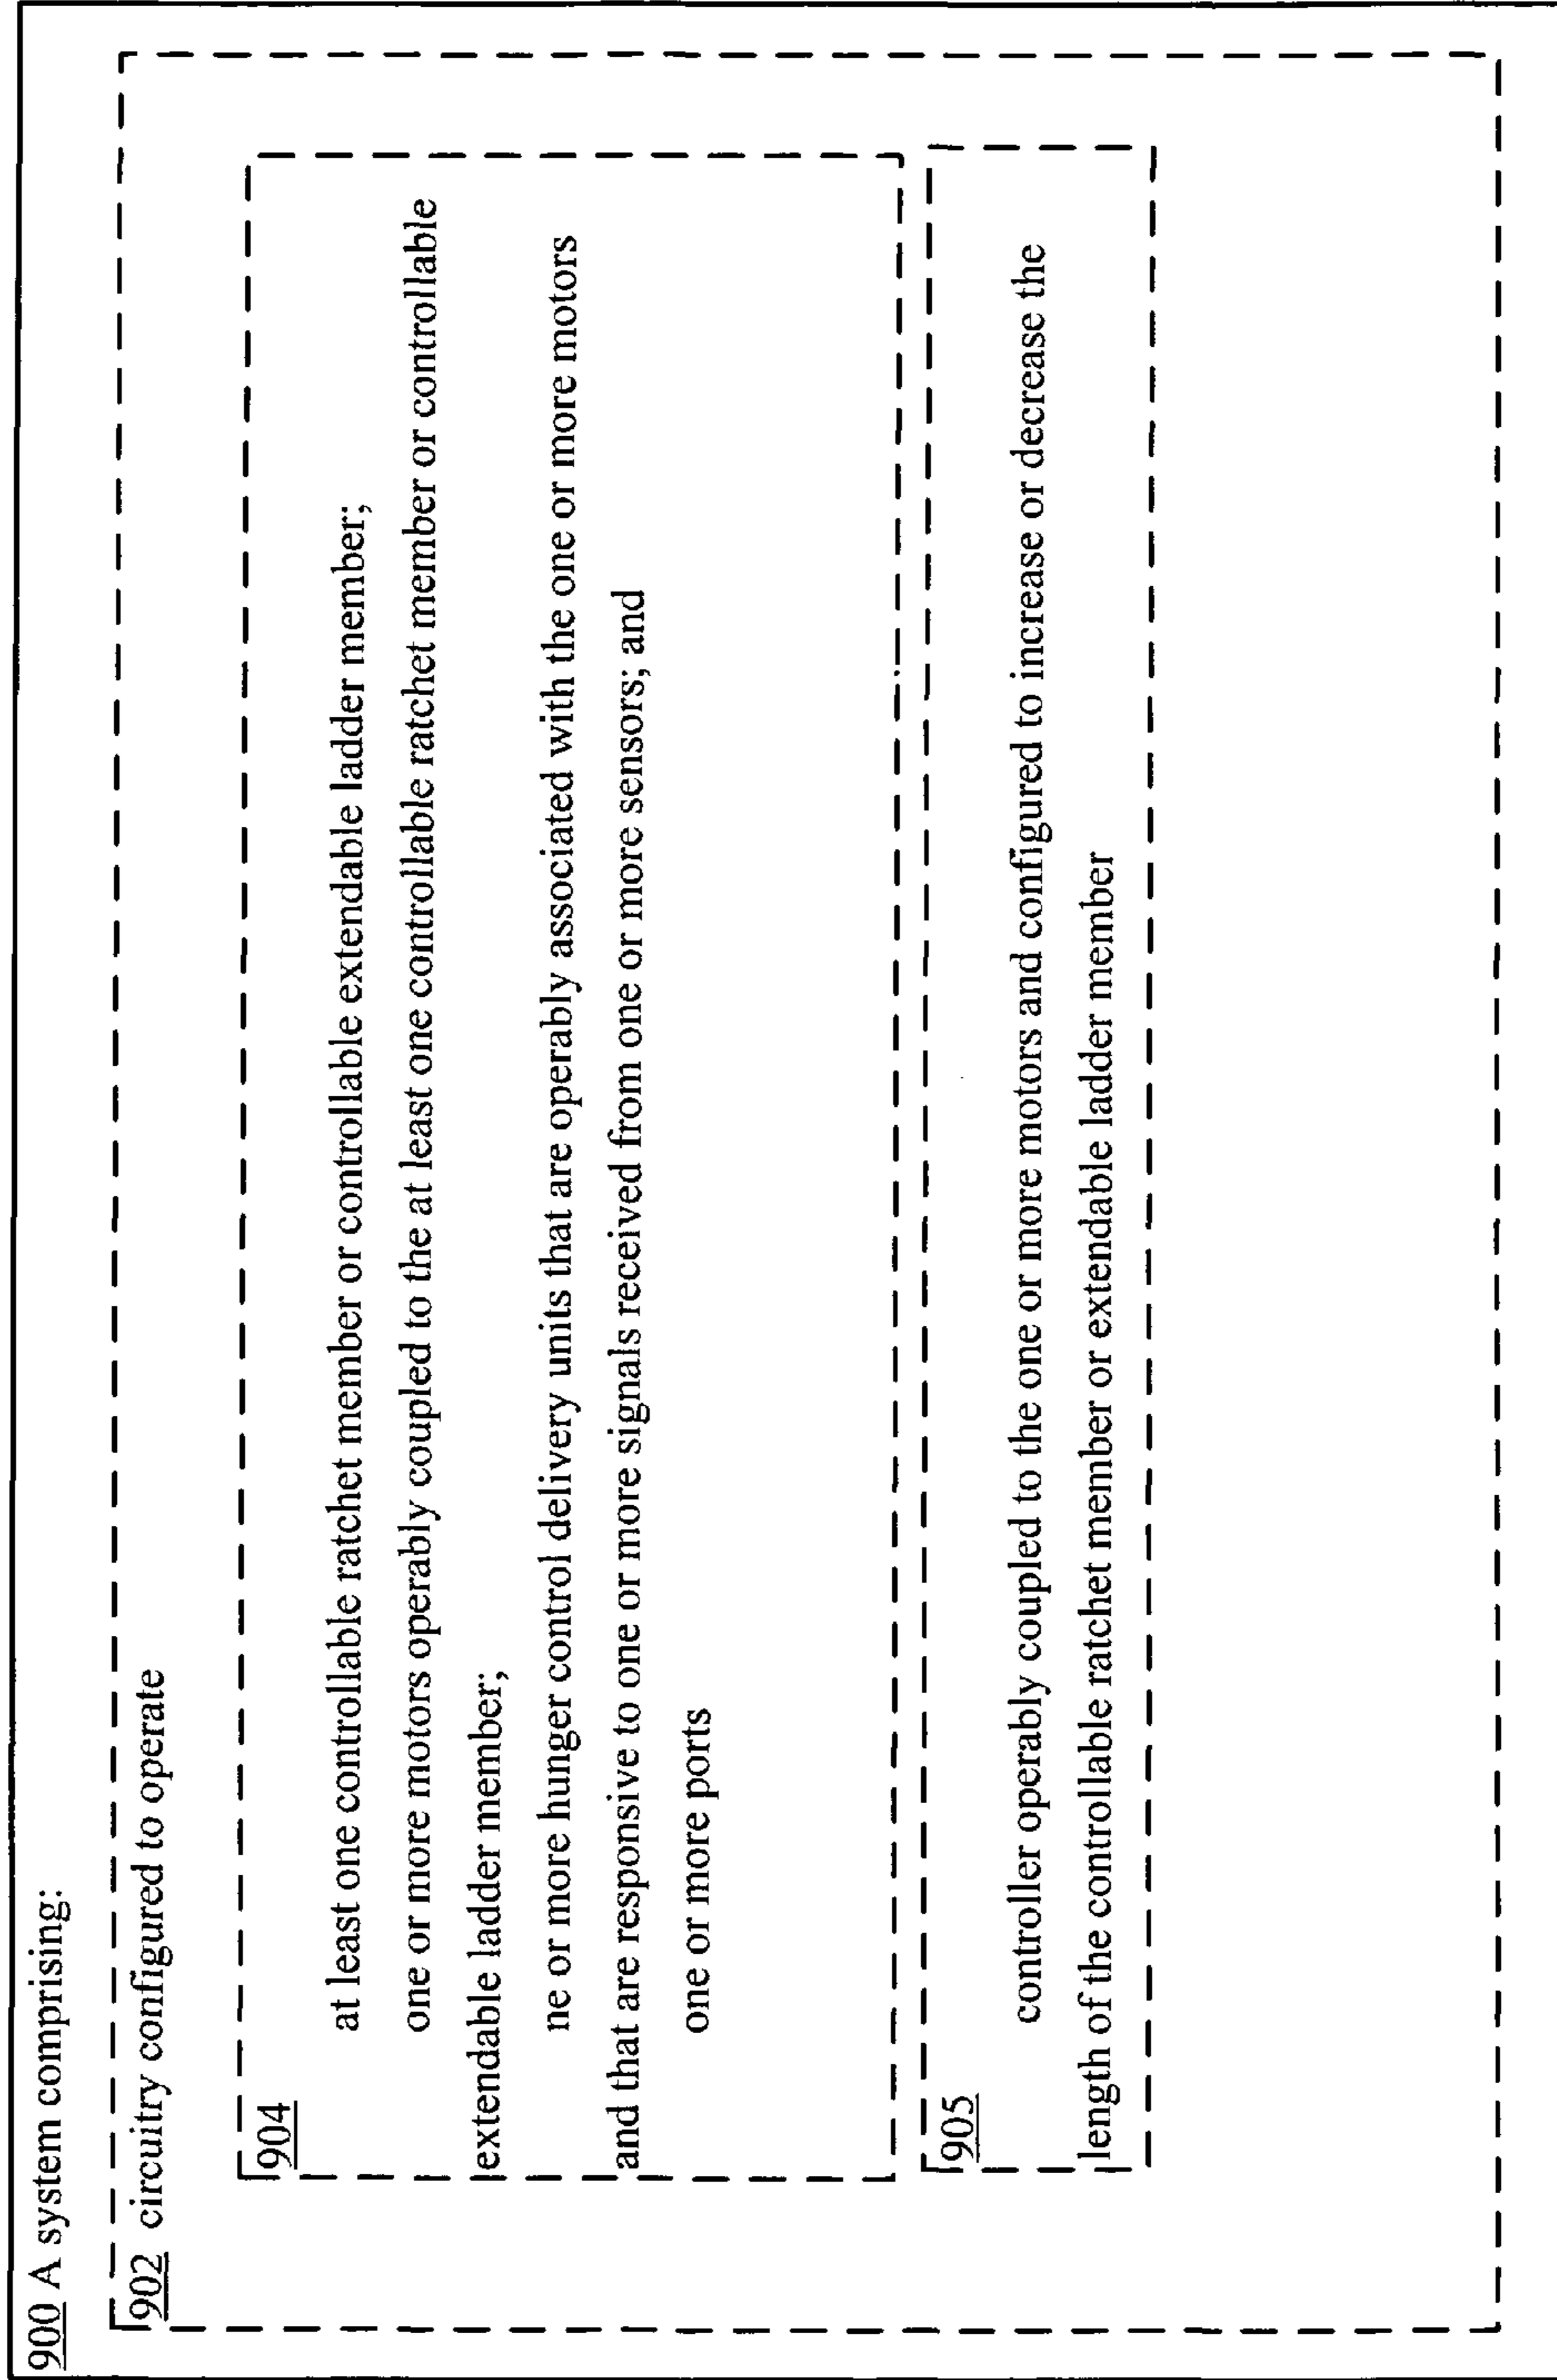 900 A system comprising:
902 circuitry configured to operate
904
at least one controllable ratchet member or controllable extendable ladder member;
one or more motors operably coupled to the at least one controllable ratchet member or controllable
extendable ladder member;
ne or more hunger control delivery units that are operably associated with the one or more motors
and that are responsive to one or more signals received from one or more sensors; and
one or more ports
905
controller operably coupled to the one or more motors and configured to increase or decrease the
length of the controllable ratchet member or extendable ladder member